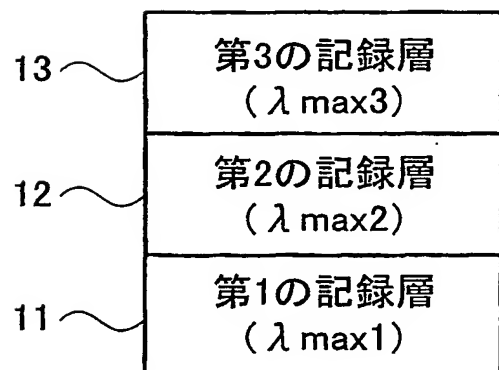 13
第3の記録層
(λmax3)
12
第2の記録層
(λmax2)
11
第1の記録層
(λmax1)